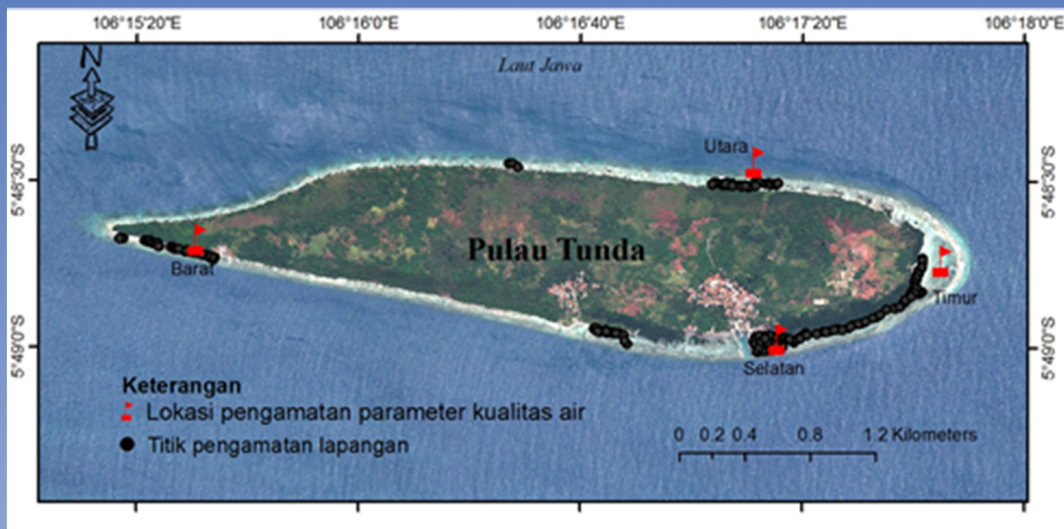 106°15'20"E 106°16'0"E 106°16'40"E 106°17'20"E 106°18'0"E
N
Laut Jawa
Utara
5°48'30"S 5°48'30"S
Pulau Tunda
Barat
Timur
5°49'0"S 5°49'0"S
Selatan
Keterangan
Lokasi pengamatan parameter kualitas air
Titik pengamatan lapangan
0 0.2 0.4 0.8 1.2 Kilometers